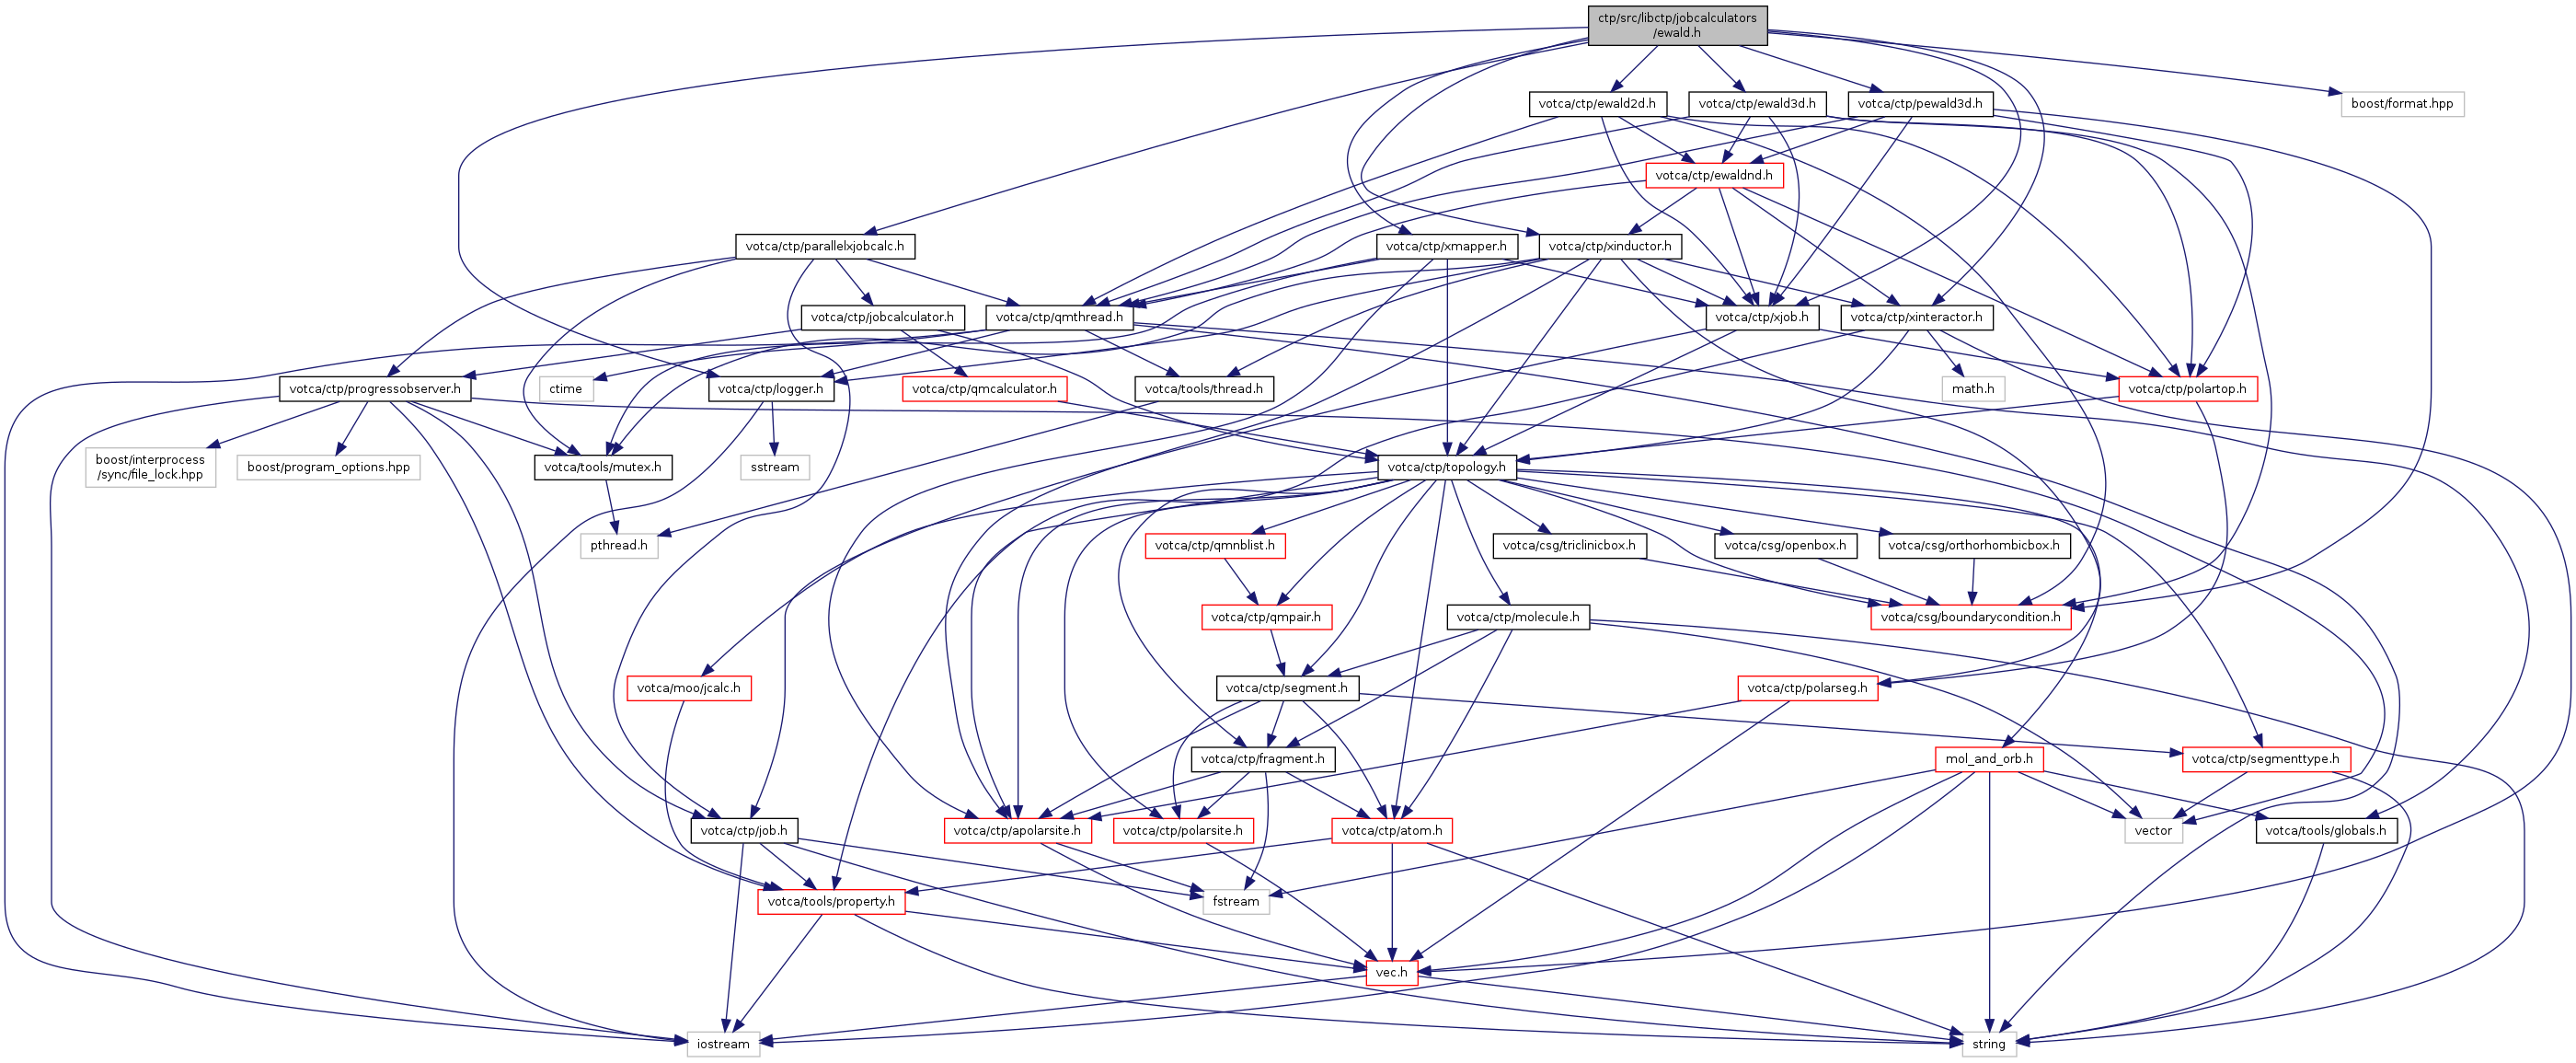 ctp/src/libctp/jobcalculators
/ewald.h
votca/ctp/ewald2d.h
votca/ctp/ewald3d.h
votca/ctp/pewald3d.h
boost/format.hpp
votca/ctp/ewaldnd.h
votca/ctp/parallelxjobcalc.h
votca/ctp/xmapper.h
votca/ctp/xinductor.h
votca/ctp/jobcalculator.h
votca/ctp/qmthread.h
votca/ctp/xjob.h
votca/ctp/xinteractor.h
votca/ctp/progressobserver.h
ctime
votca/ctp/logger.h
votca/ctp/qmcalculator.h
votca/tools/thread.h
math.h
votca/ctp/polartop.h
boost/interprocess
/sync/file_lock.hpp
boost/program_options.hpp
votca/tools/mutex.h
sstream
votca/ctp/topology.h
pthread.h
votca/ctp/qmnblist.h
votca/csg/triclinicbox.h
votca/csg/openbox.h
votca/csg/orthorhombicbox.h
votca/ctp/qmpair.h
votca/ctp/molecule.h
votca/csg/boundarycondition.h
votca/moo/jcalc.h
votca/ctp/segment.h
votca/ctp/polarseg.h
votca/ctp/fragment.h
mol_and_orb.h
votca/ctp/segmenttype.h
votca/ctp/job.h
votca/ctp/apolarsite.h
votca/ctp/polarsite.h
votca/ctp/atom.h
vector
votca/tools/globals.h
votca/tools/property.h
fstream
vec.h
iostream
string